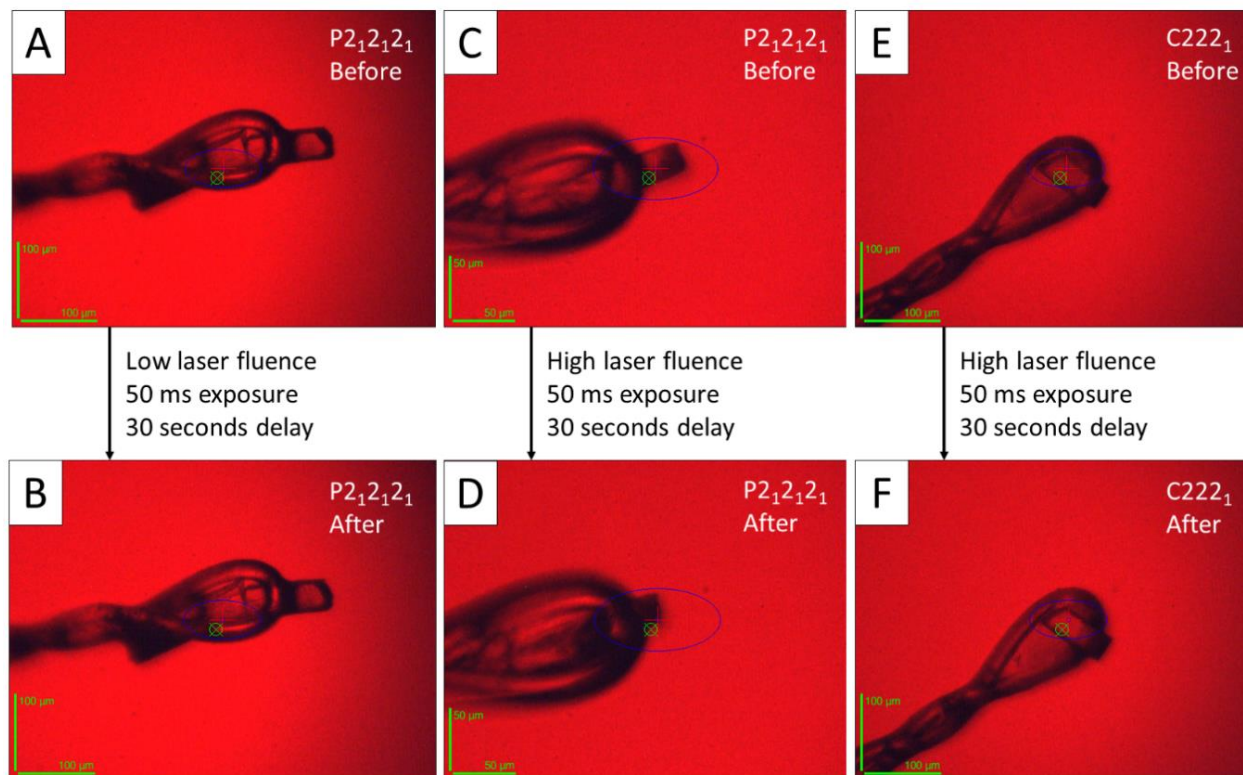 A
P2₁2₁2₁
Before
100 µm
100 µm
C
P2₁2₁2₁
Before
50 µm
50 µm
E
C222₁
Before
100 µm
100 µm
Low laser fluence
50 ms exposure
30 seconds delay
High laser fluence
50 ms exposure
30 seconds delay
High laser fluence
50 ms exposure
30 seconds delay
B
P2₁2₁2₁
After
100 µm
100 µm
D
P2₁2₁2₁
After
50 µm
50 µm
F
C222₁
After
100 µm
100 µm